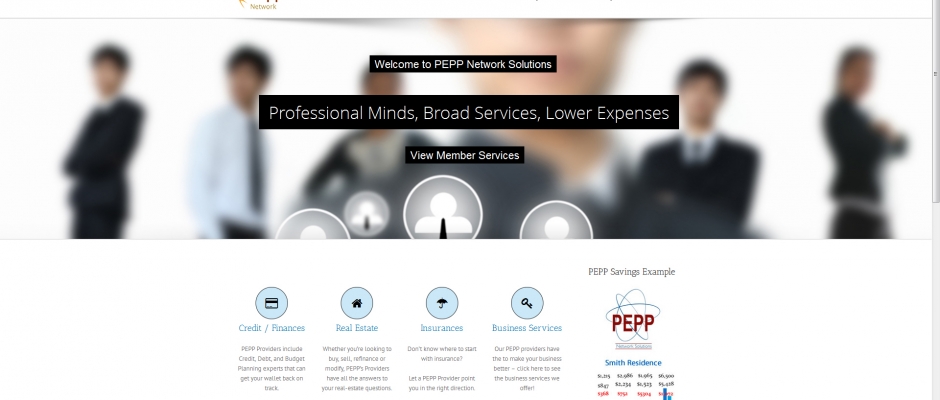 Network
Welcome to PEPP Network Solutions
Professional Minds, Broad Services, Lower Expenses
View Member Services
PEPP Savings Example
PEPP
Network Solutions
Smith Residence
$1,215 $2,986 $1,965 $6,500
$847 $2,234 $1,523 $5,428
$368 $752
Credit / Finances
PEPP Providers include
Credit, Debt, and Budget
Planning experts that can
get your wallet back on
track.
Real Estate
Whether you're looking to
buy, sell, refinance or
modify, PEPP's Providers
have all the answers to
your real-estate questions.
Insurances
Don't know where to start
with insurance?
Let a PEPP Provider point
you in the right direction.
Business Services
Our PEPP providers have
the to make your business
better – click here to see
the business services we
offer!